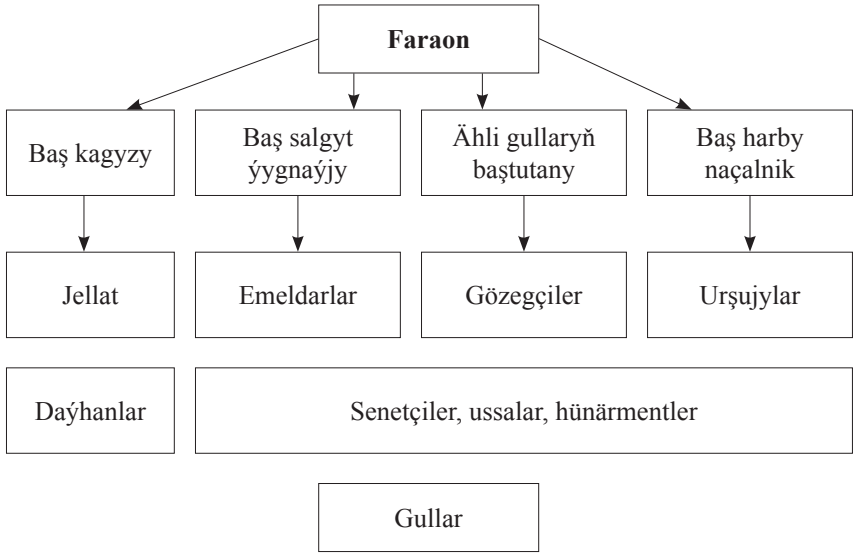 Faraon
Baş kagyzy
Baş salgyt
ýygnaýjy
Ähli gullaryň
baştutany
Baş harby
naçalnik
Jellat
Emeldarlar
Gözegçiler
Urşujylar
Daýhanlar
Senetçiler, ussalar, hünärmentler
Gullar